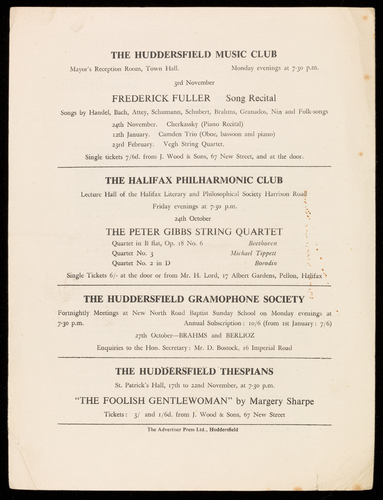 THE HUDDERSFIELD MUSIC CLUB
Mayor's Reception Room, Town Hall. Monday evenings at 7-30 p.m.
3rd November
FREDERICK FULLER Song Recital
Songs by Handel, Bach, Attey, Schumann, Schubert, Brahms, Granados, Nin and Folk-songs
24th November. Cherkassky (Piano Recital)
12th January. Camden Trio (Oboe, bassoon and piano)
23rd February. Vegh String Quartet.
Single tickets 7/6d. from J. Wood & Sons, 67 New Street, and at the door.
THE HALIFAX PHILHARMONIC CLUB
Lecture Hall of the Halifax Literary and Philosophical Society Harrison Road
Friday evenings at 7-30 p.m.
24th October
THE PETER GIBBS STRING QUARTET
Quartet in B flat, Op. 18 No. 6 Beethoven
Quartet No. 3 Michael Tippett
Quartet No. 2 in D Borodin
Single Tickets 6/- at the door or from Mr. H. Lord, 17 Albert Gardens, Pellon, Halifax
THE HUDDERSFIELD GRAMOPHONE SOCIETY
Fortnightly Meetings at New North Road Baptist Sunday School on Monday evenings at
7-30 p.m. Annual Subscription: 10/6 (from 1st January: 7/6)
27th October—BRAHMS and BERLIOZ
Enquiries to the Hon. Secretary: Mr. D. Bostock, 16 Imperial Road
THE HUDDERSFIELD THESPIANS
St. Patrick's Hall, 17th to 22nd November, at 7-30 p.m.
"THE FOOLISH GENTLEWOMAN" by Margery Sharpe
Tickets: 3/ and 1/6d. from J. Wood & Sons, 67 New Street
The Advertiser Press Ltd., Huddersfield